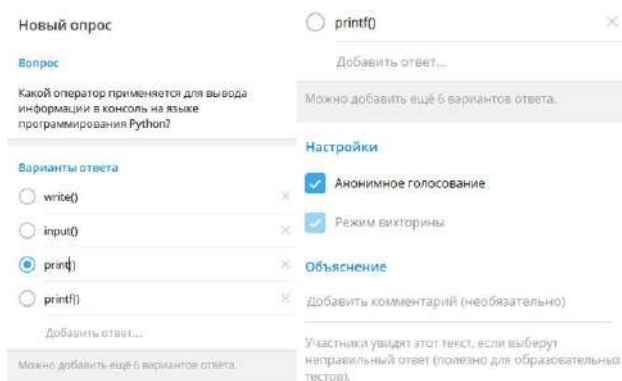 Новый опрос
Вопрос
Какой оператор применяется для вывода
информации в консоль на языке
программирования Python?
Варианты ответа
write()
input()
print()
printf()
Добавить ответ...
Можно добавить ещё 6 вариантов ответа.
printf()
Добавить ответ...
Можно добавить ещё 6 вариантов ответа.
Настройки
Анонимное голосование
Режим викторины
Объяснение
Добавить комментарий (необязательно)
Участники увидят этот текст, если выберут
неправильный ответ (полезно для образовательных
тестов).